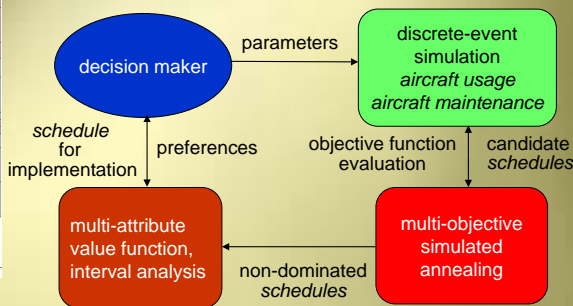 parameters
decision maker
discrete-event
simulation
aircraft usage
aircraft maintenance
schedule
for
implementation
preferences
objective function
evaluation
candidate
schedules
multi-attribute
value function,
interval analysis
non-dominated
schedules
multi-objective
simulated
annealing